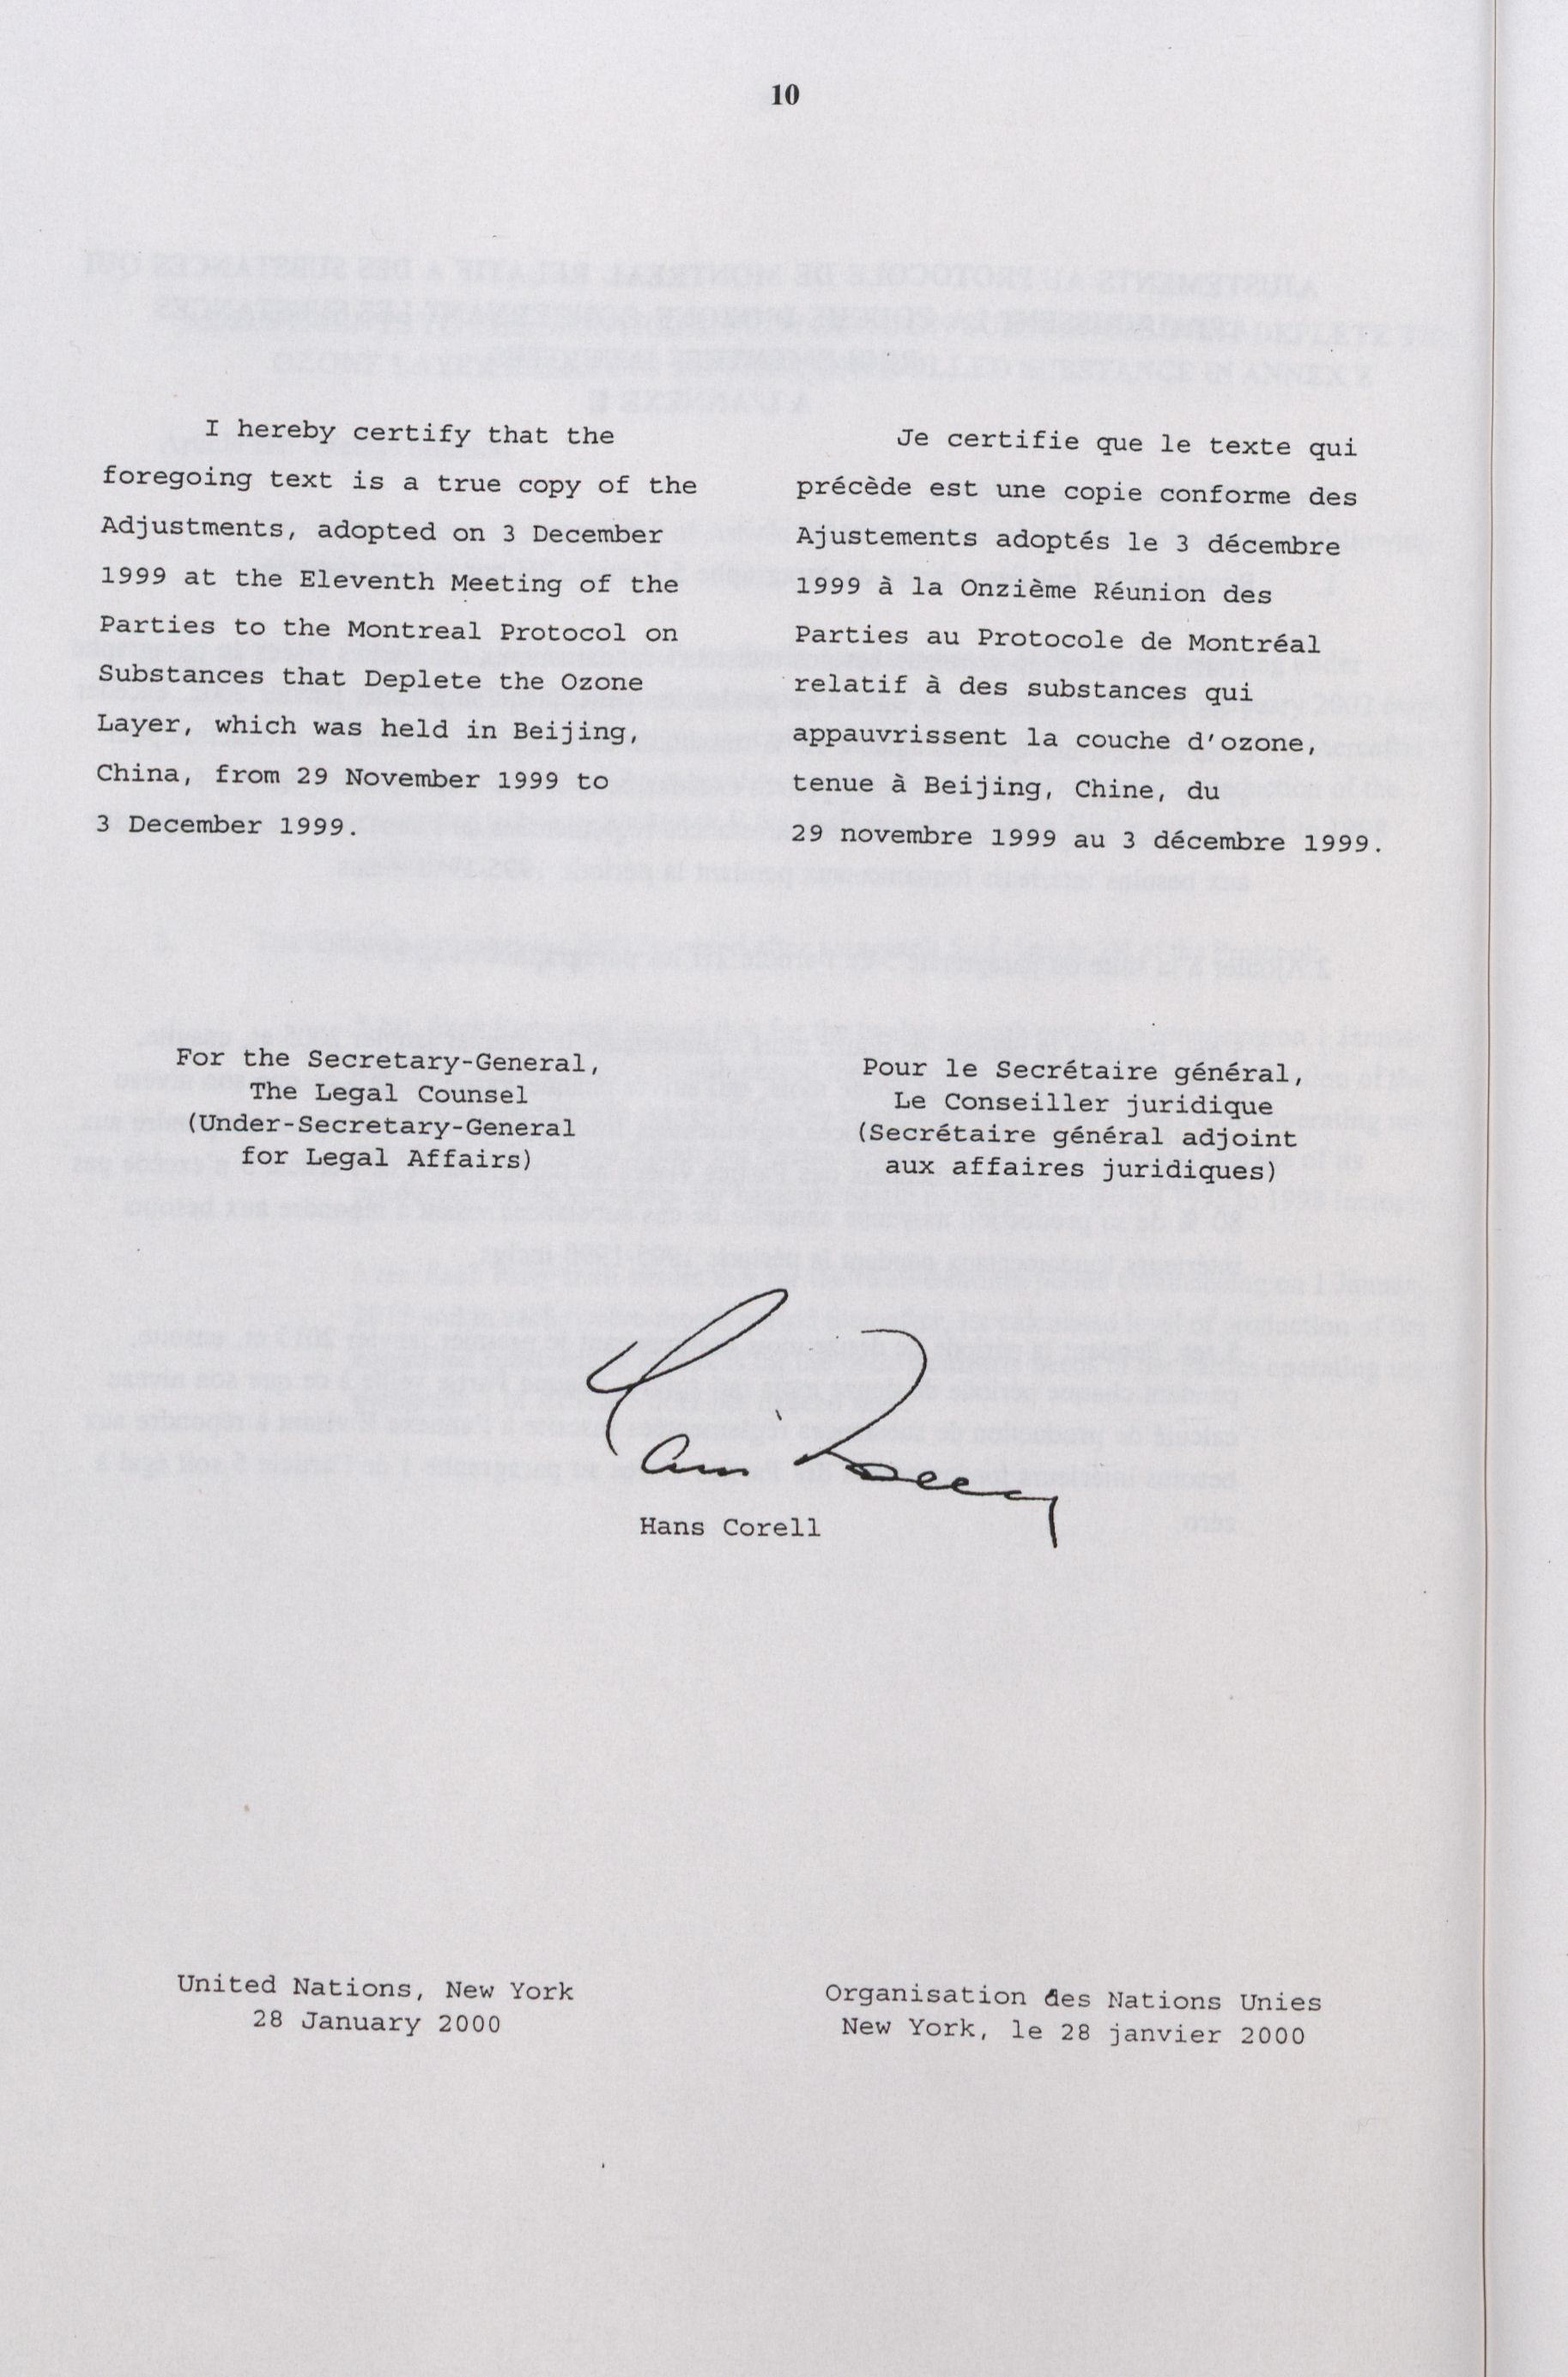 10
I hereby certify that the
foregoing text is a true copy of the
Adjustments, adopted on 3 December
1999 at the Eleventh Meeting of the
Parties to the Montreal Protocol on
Substances that Deplete the Ozone
Layer, which was held in Beijing,
China, from 29 November 1999 to
3 December 1999.
Je certifie que le texte qui
précède est une copie conforme des
Ajustements adoptés le 3 décembre
1999 à la Onzième Réunion des
Parties au Protocole de Montréal
relatif à des substances qui
appauvrissent la couche d'ozone,
tenue à Beijing, Chine, du
29 novembre 1999 au 3 décembre 1999.
For the Secretary-General,
The Legal Counsel
(Under-Secretary-General
for Legal Affairs)
Pour le Secrétaire général,
Le Conseiller juridique
(Secrétaire général adjoint
aux affaires juridiques)
Hans Corell
United Nations, New York
28 January 2000
Organisation des Nations Unies
New York, le 28 janvier 2000